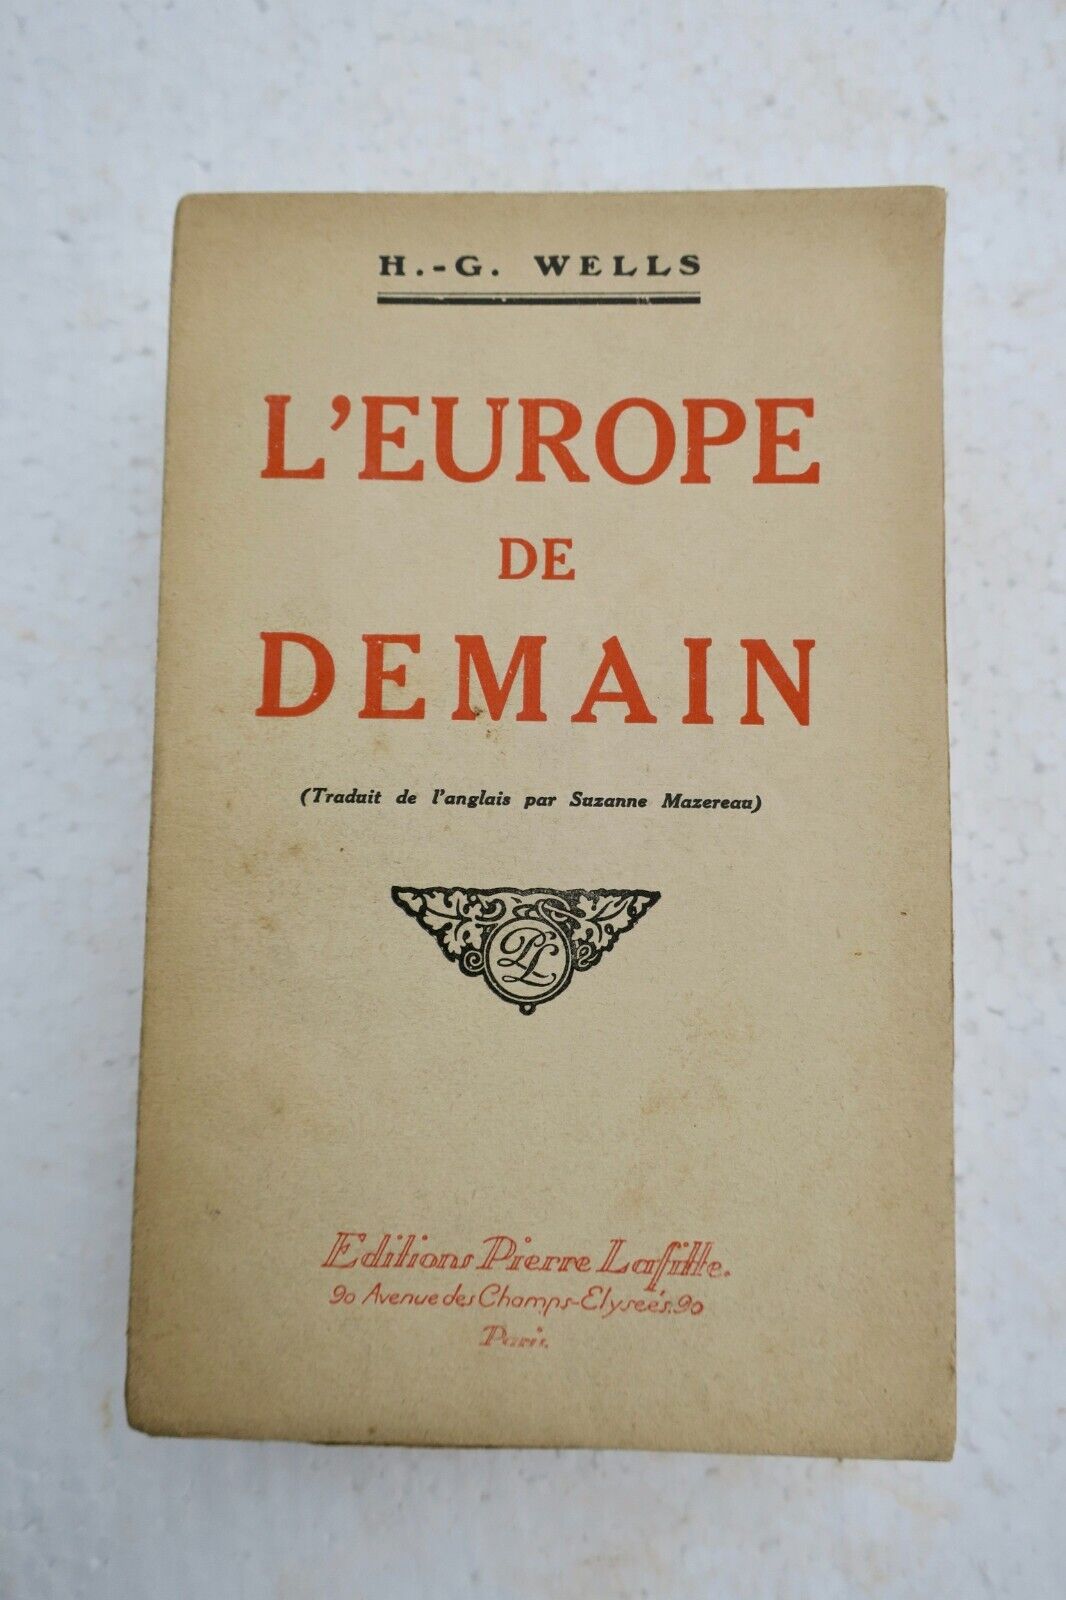 H.-G. WELLS
L'EUROPE
DE
DEMAIN
(Traduit de l'anglais par Suzanne Mazereau)
PL
Editions Pierre Lafitte.
90 Avenue des Champs-Elyseés.90
Paris.